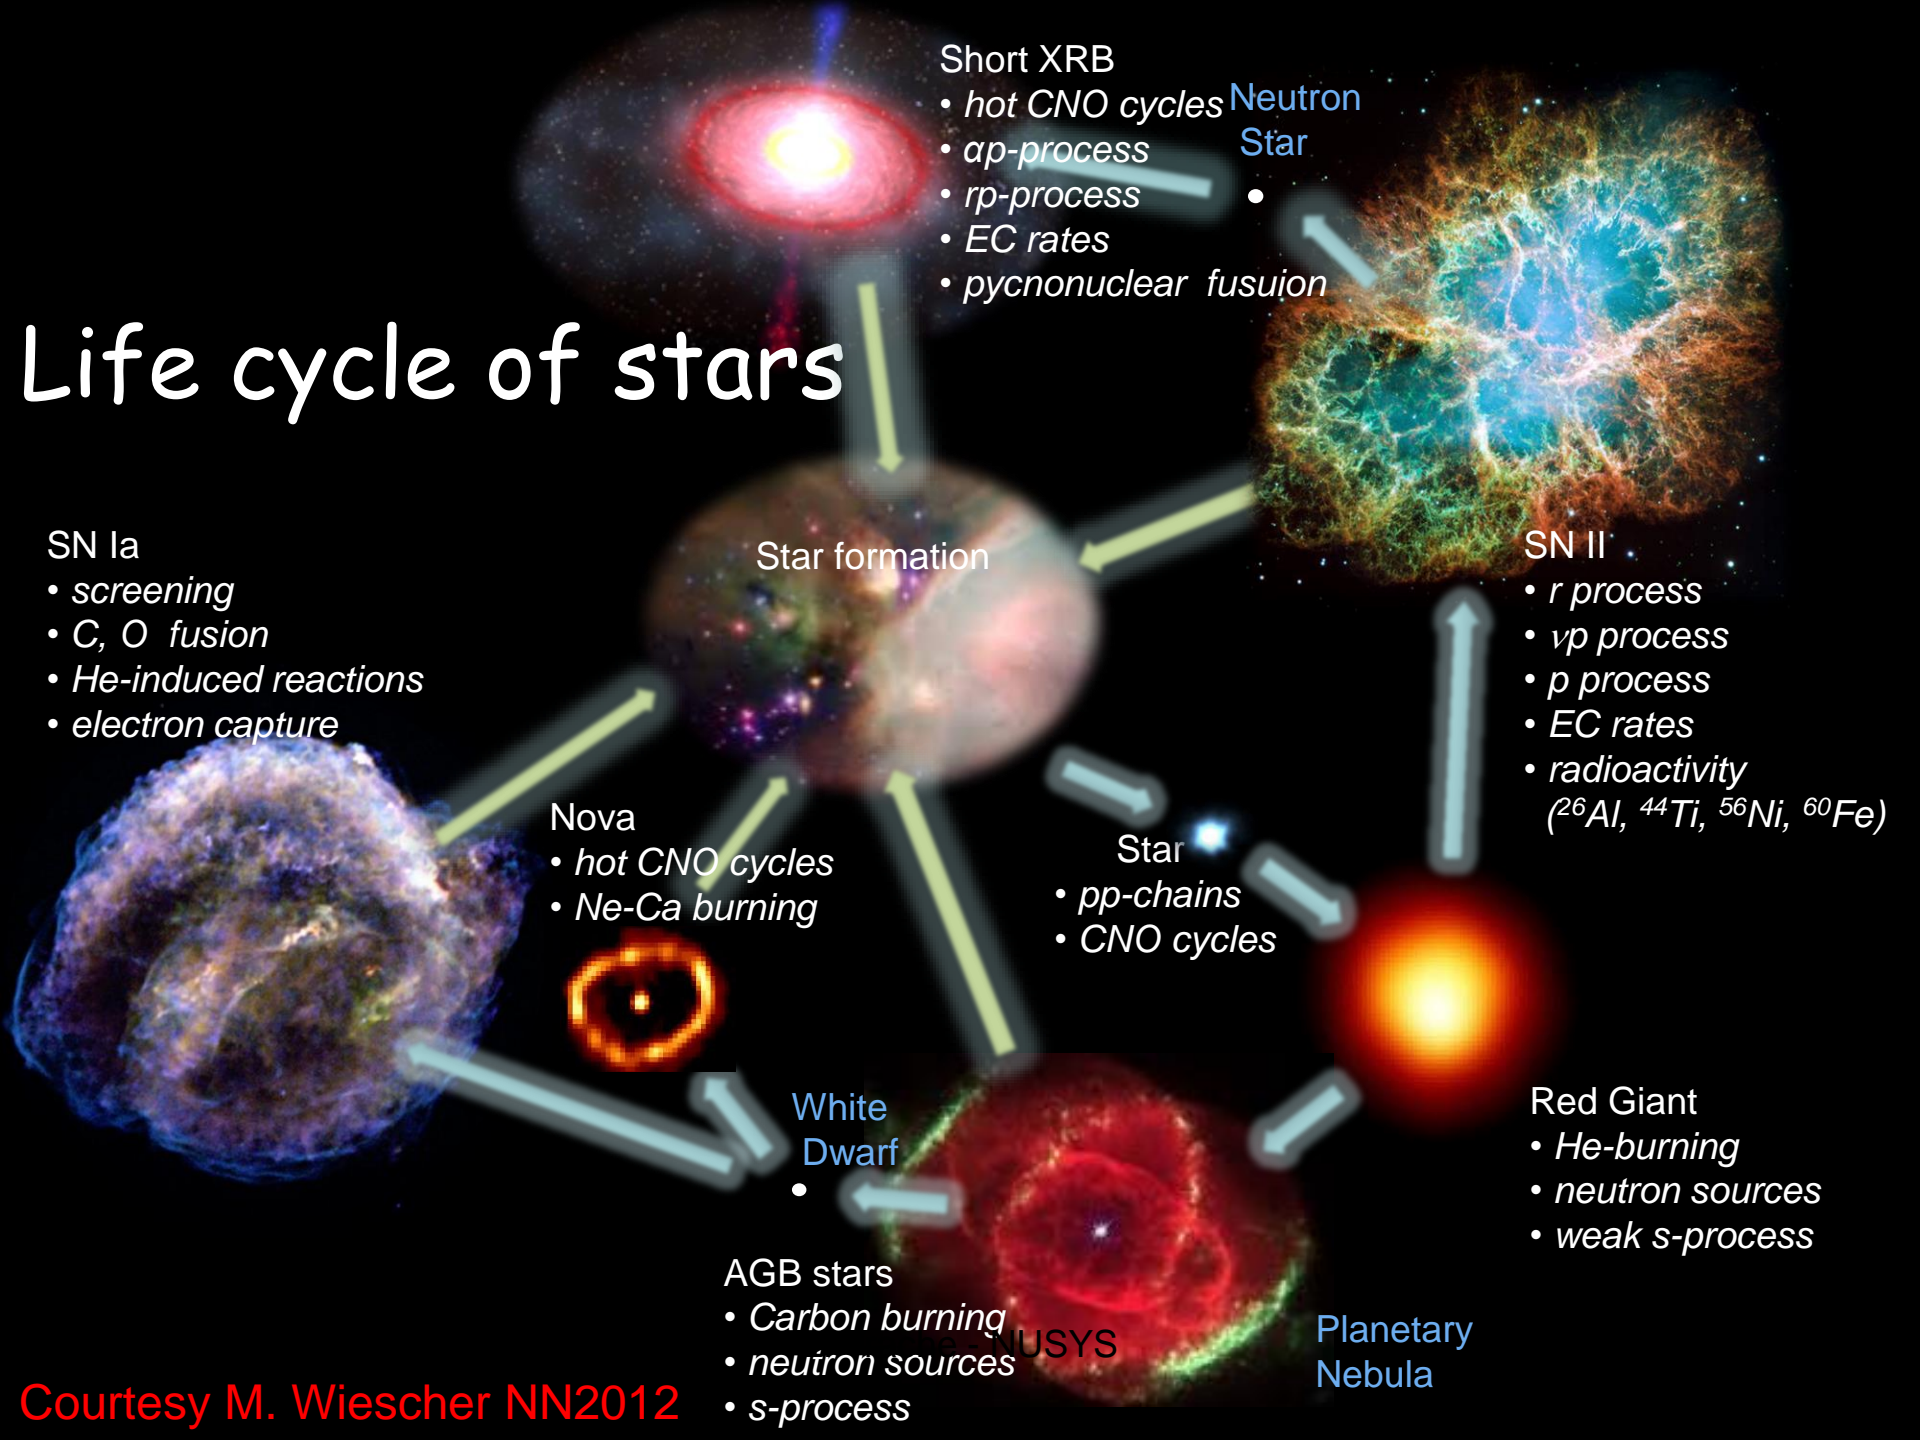 Short XRB
• hot CNO cycles
• αp-process
• rp-process
• EC rates
• pycnonuclear fusuion
Neutron
Star
Life cycle of stars
Star formation
SN Ia
• screening
• C, O fusion
• He-induced reactions
• electron capture
SN II
• r process
• νp process
• p process
• EC rates
• radioactivity
(²⁶Al, ⁴⁴Ti, ⁵⁶Ni, ⁶⁰Fe)
Nova
• hot CNO cycles
• Ne-Ca burning
Star
• pp-chains
• CNO cycles
White
Dwarf
Red Giant
• He-burning
• neutron sources
• weak s-process
AGB stars
• Carbon burning
• neutron sources
• s-process
- NUSYS
Planetary
Nebula
Courtesy M. Wiescher NN2012